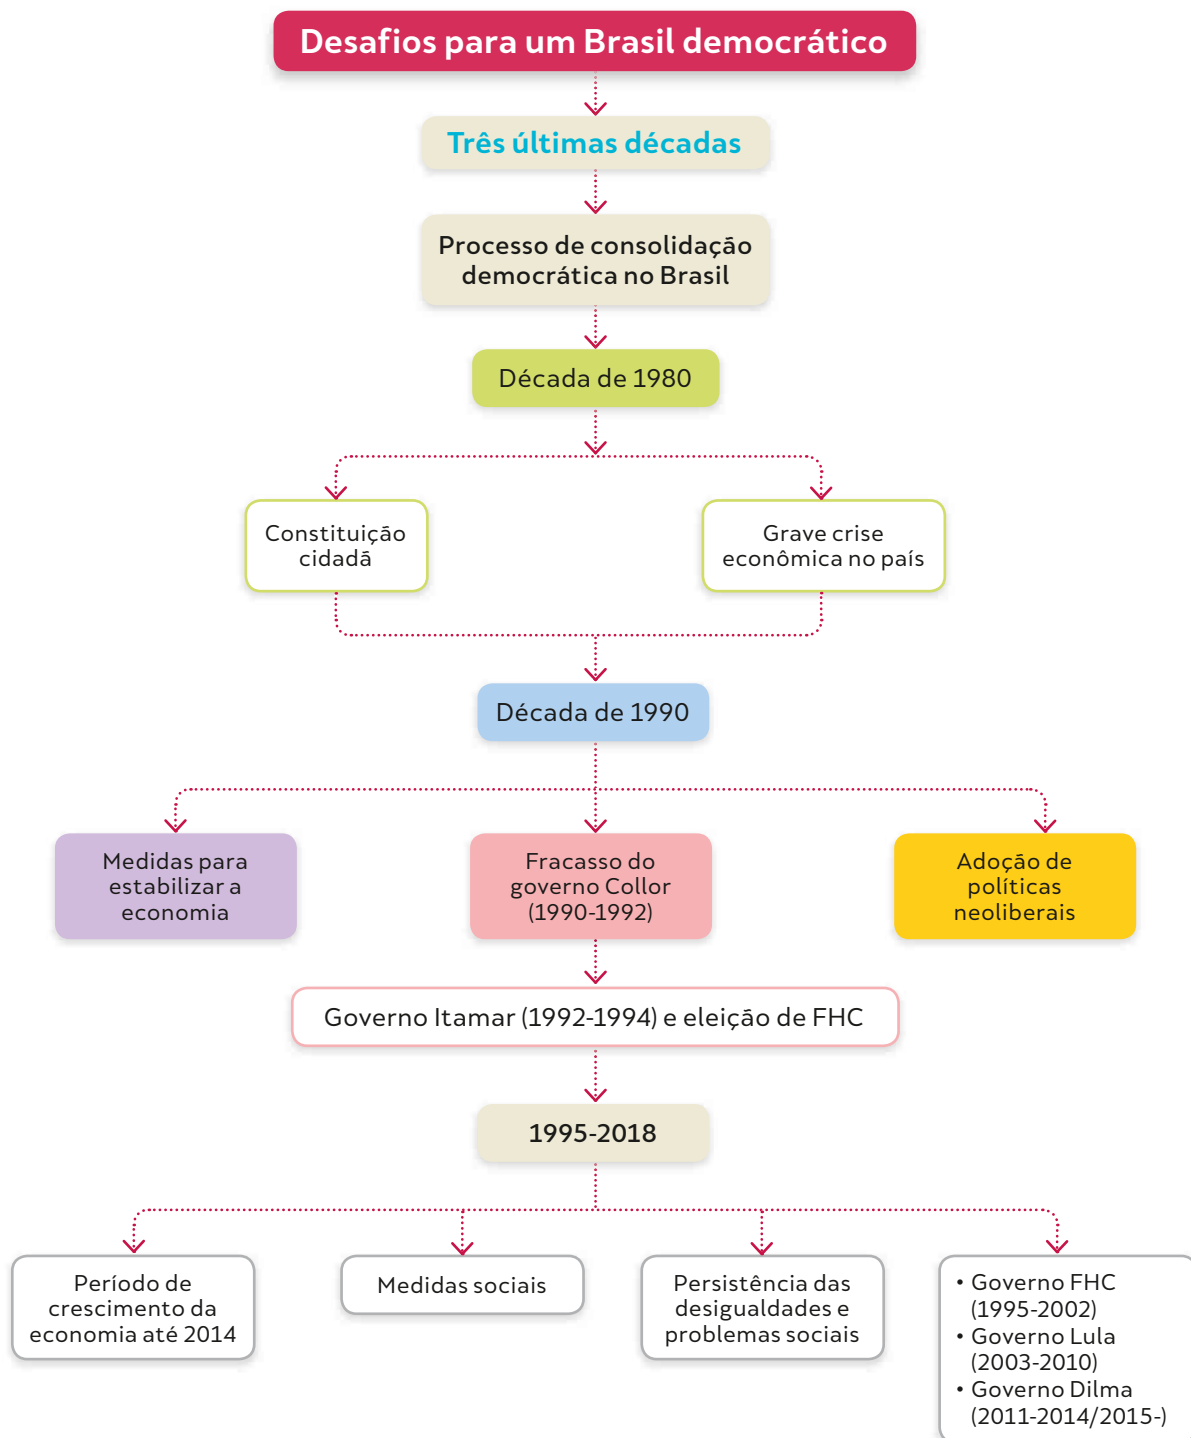 Desafios para um Brasil democrático
Três últimas décadas
Processo de consolidação
democrática no Brasil
Década de 1980
Constituição
cidadã
Grave crise
econômica no país
Década de 1990
Medidas para
estabilizar a
economia
Fracasso do
governo Collor
(1990-1992)
Adoção de
políticas
neoliberais
Governo Itamar (1992-1994) e eleição de FHC
1995-2018
Período de
crescimento da
economia até 2014
Medidas sociais
Persistência das
desigualdades e
problemas sociais
• Governo FHC
(1995-2002)
• Governo Lula
(2003-2010)
• Governo Dilma
(2011-2014/2015-)